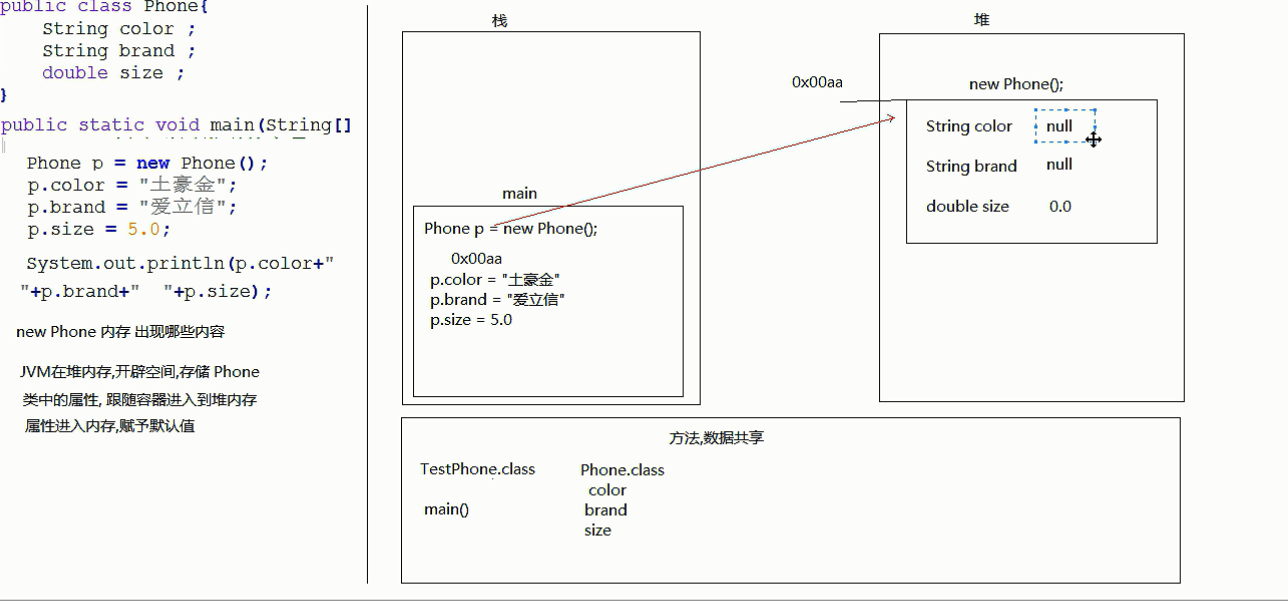 public class Phone{
String color ;
String brand ;
double size ;
}
public static void main(String[]
Phone p = new Phone();
p.color = "土豪金";
p.brand = "爱立信";
p.size = 5.0;
System.out.println(p.color+"
"+p.brand+"  "+p.size);
new Phone 内存 出现哪些内容
JVM在堆内存,开辟空间,存储 Phone
类中的属性, 跟随容器进入到堆内存
属性进入内存,赋予默认值
栈
main
Phone p = new Phone();
0x00aa
p.color = "土豪金"
p.brand = "爱立信"
p.size = 5.0
堆
0x00aa
new Phone();
String color null
String brand null
double size 0.0
方法,数据共享
TestPhone.class
main()
Phone.class
color
brand
size